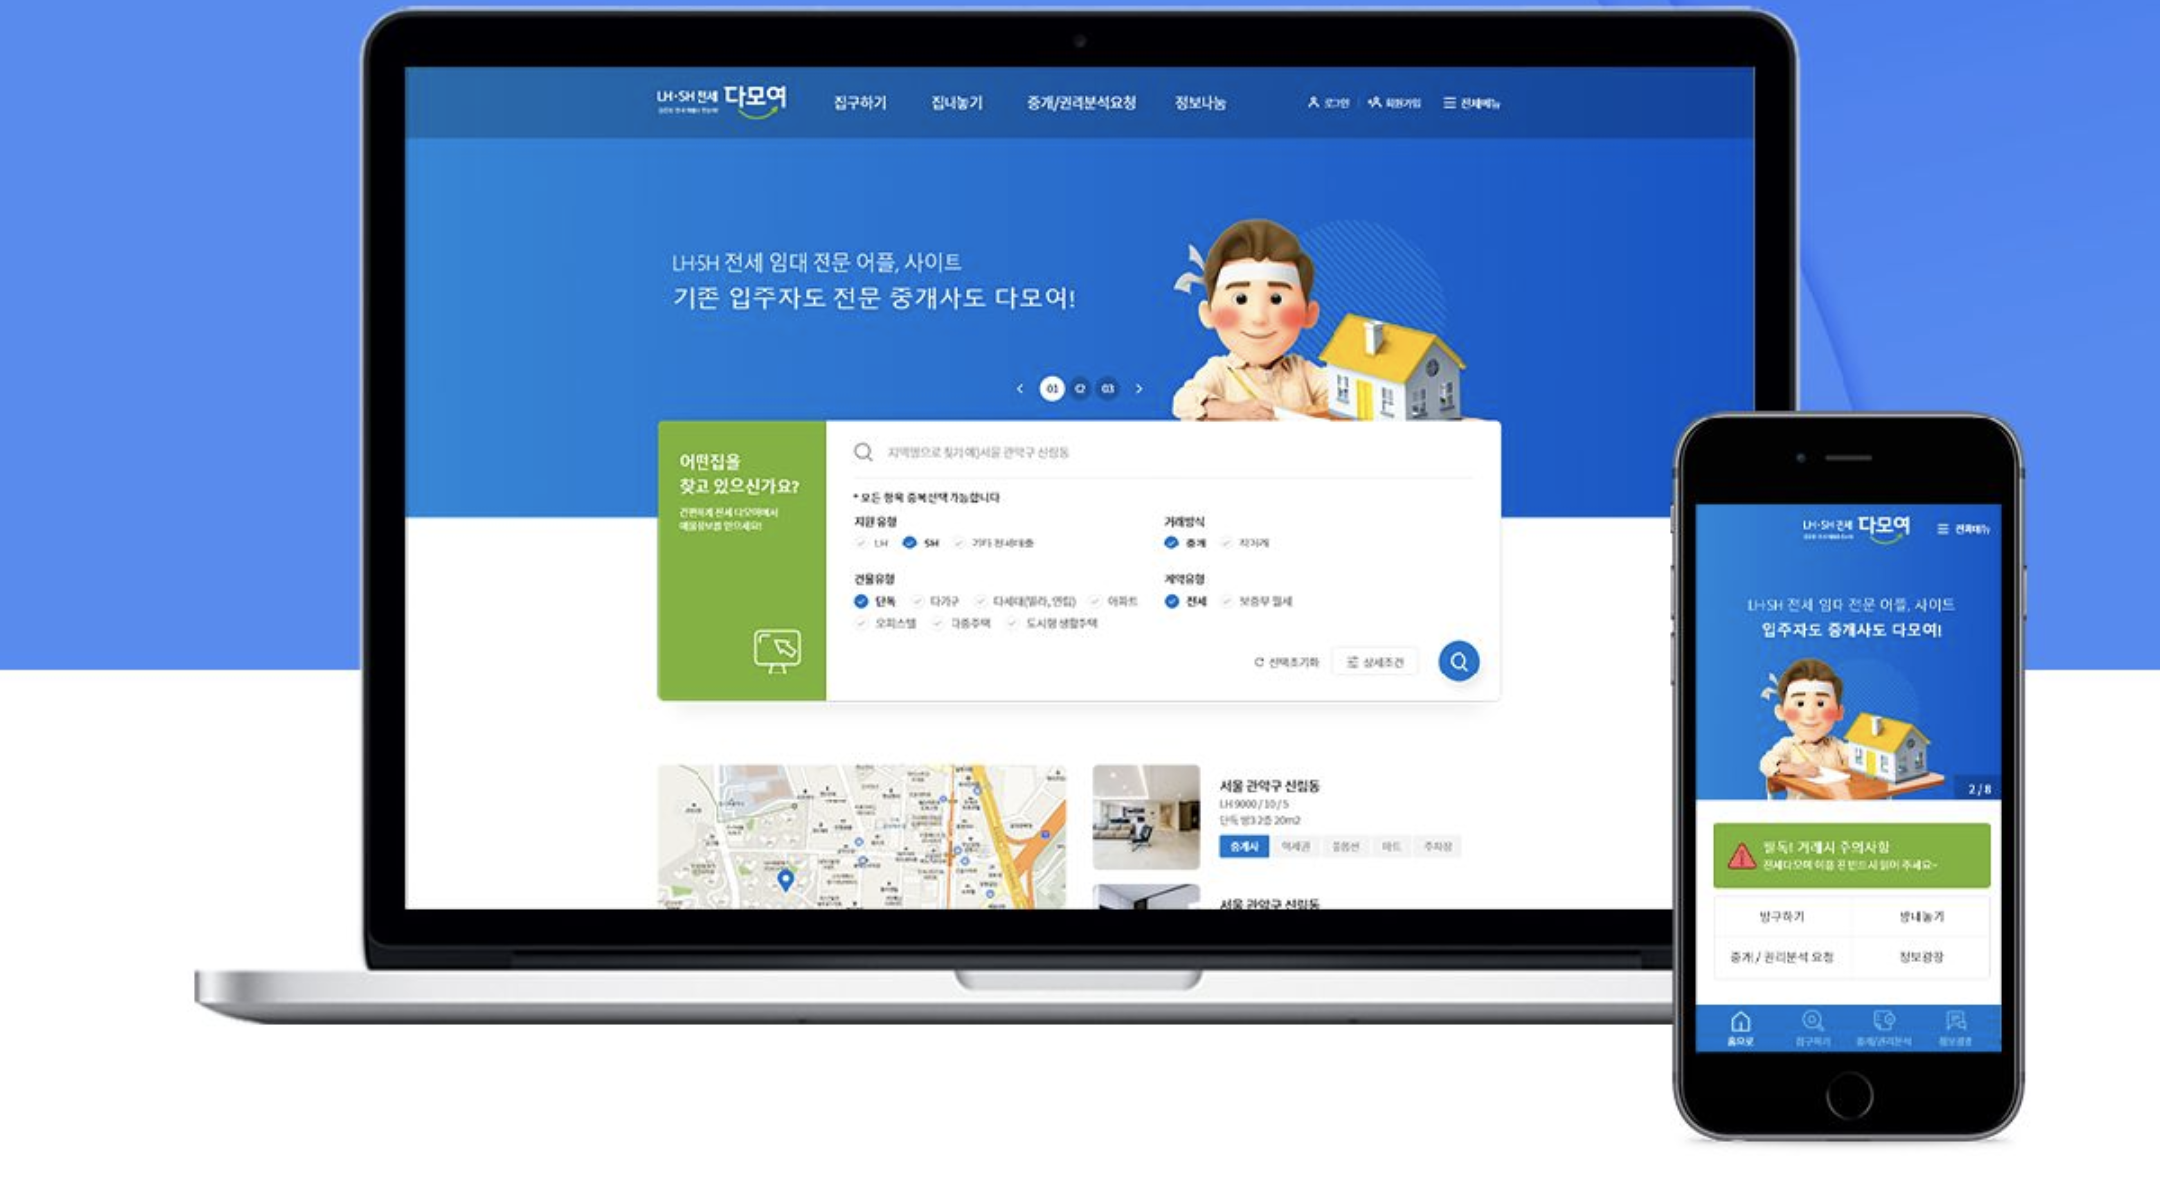 LH·SH 전세 다모여
집구하기 집내놓기 중개/권리분석요청 정보나눔 로그인 회원가입 전체메뉴
LH·SH 전세 임대 전문 어플, 사이트
기존 입주자도 전문 중개사도 다모여!
01 02 03
어떤집을
찾고 있으신가요?
간편하게 전세 다모여에서
매물정보를 얻으세요!
지역명으로 찾기 예)서울 관악구 신림동
* 모든 항목 중복선택 가능합니다
지원 유형
LH SH 기타 전세대출
거래방식
중개 직거래
건물유형
단독 다가구 다세대(빌라, 연립) 아파트
오피스텔 다중주택 도시형 생활주택
계약유형
전세 보증부 월세
선택초기화 상세조건
서울 관악구 신림동
LH 9000 / 10 / 5
단독 방3 2층 20m2
중개사 역세권 풀옵션 마트 주차장
서울 관악구 신림동
LH·SH 전세 다모여 전체메뉴
LH·SH 전세 임대 전문 어플, 사이트
입주자도 중개사도 다모여!
2 / 8
필독! 거래시 주의사항
전세다모여 이용 전 반드시 읽어 주세요~
방구하기 방내놓기
중개 / 권리분석 요청 정보광장
홈으로 집구하기 중개/권리분석 정보광장